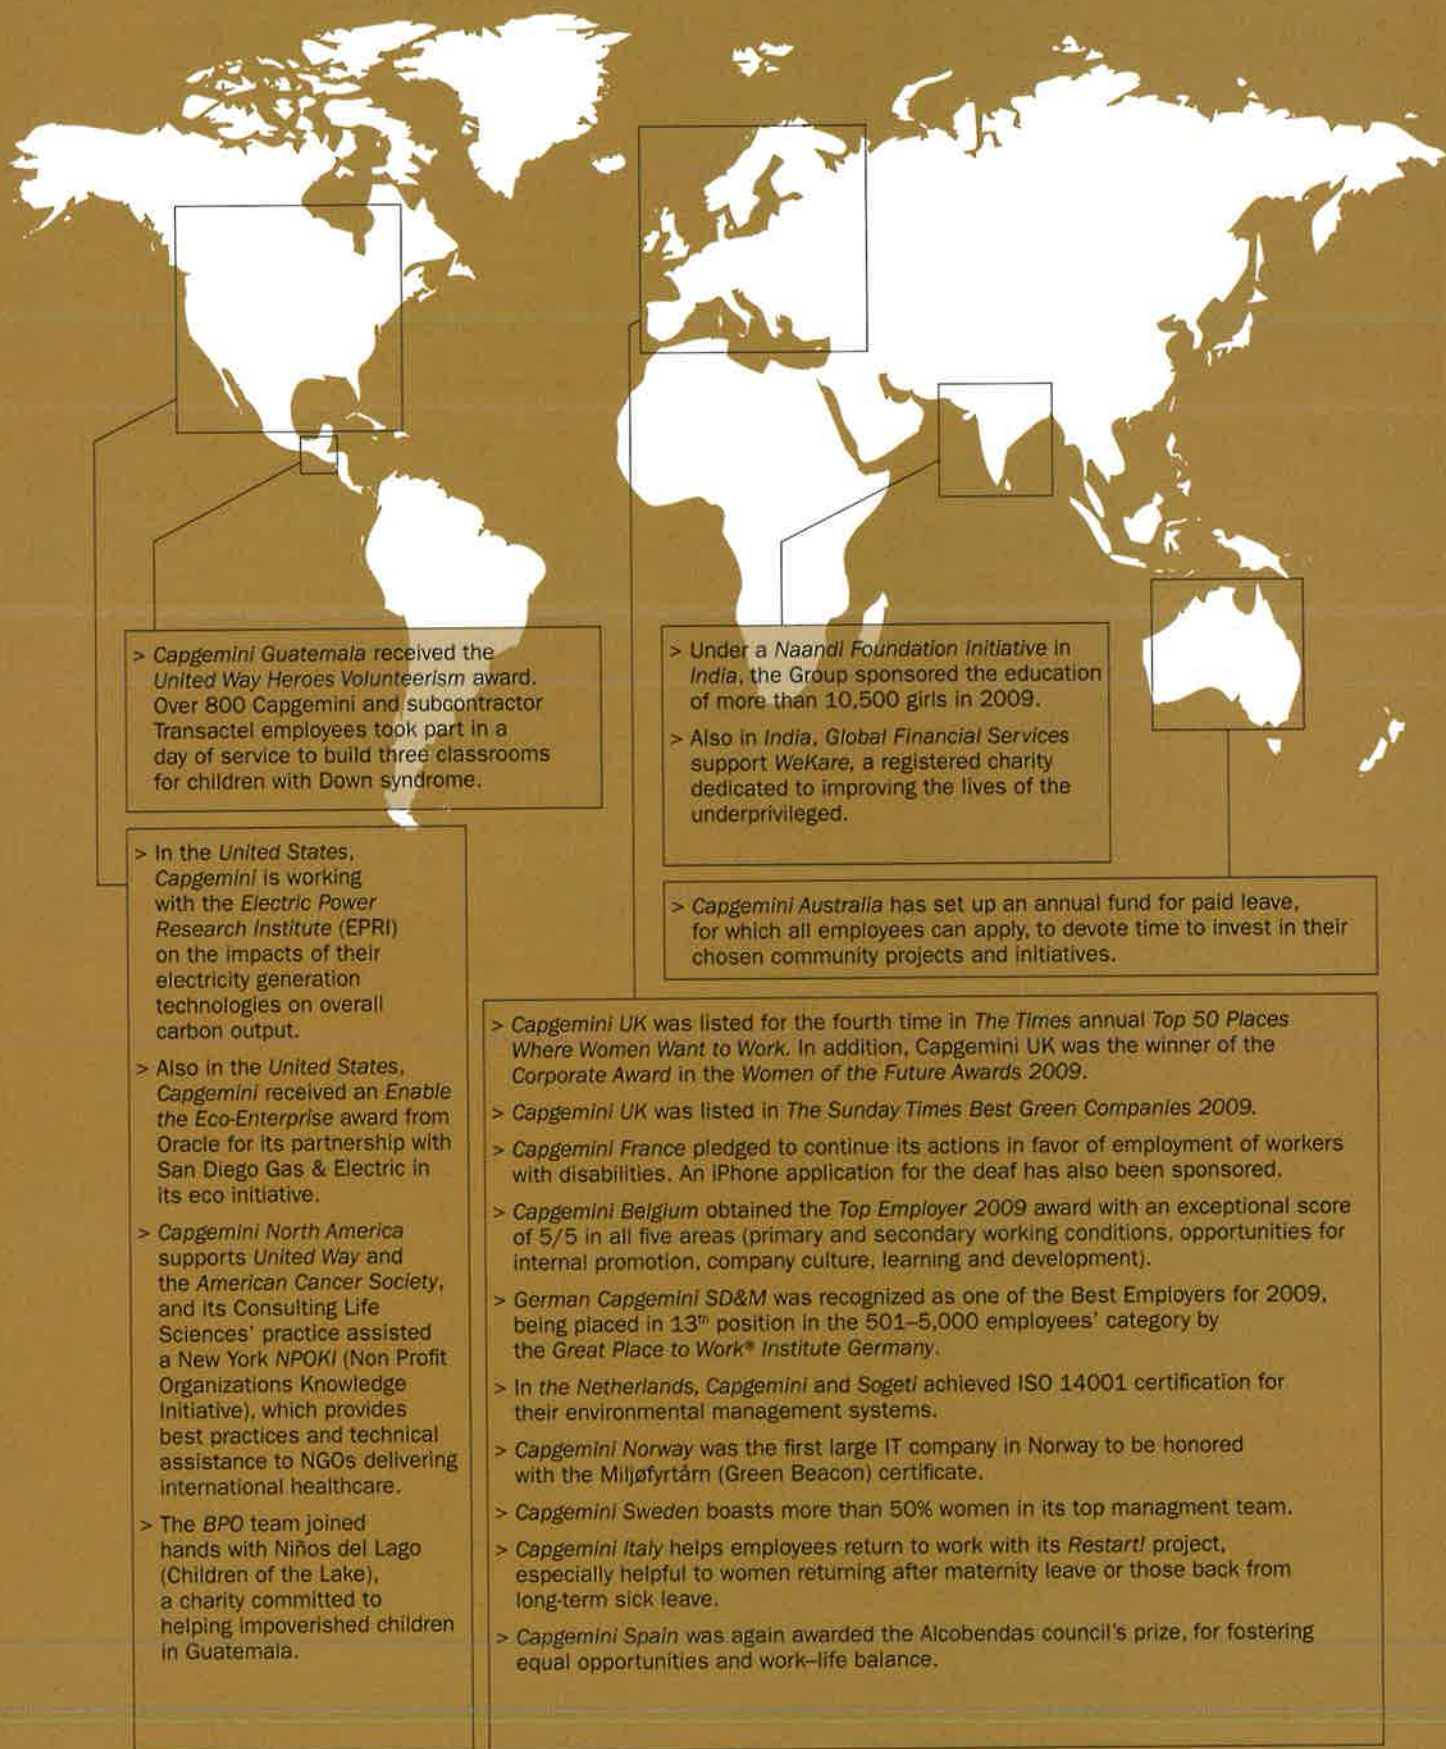 > Capgemini Guatemala received the
United Way Heroes Volunteerism award.
Over 800 Capgemini and subcontractor
Transactel employees took part in a
day of service to build three classrooms
for children with Down syndrome.
> In the United States,
Capgemini is working
with the Electric Power
Research Institute (EPRI)
on the impacts of their
electricity generation
technologies on overall
carbon output.
> Also in the United States,
Capgemini received an Enable
the Eco-Enterprise award from
Oracle for its partnership with
San Diego Gas & Electric in
its eco initiative.
> Capgemini North America
supports United Way and
the American Cancer Society,
and its Consulting Life
Sciences' practice assisted
a New York NPOKI (Non Profit
Organizations Knowledge
Initiative), which provides
best practices and technical
assistance to NGOs delivering
international healthcare.
> The BPO team joined
hands with Niños del Lago
(Children of the Lake),
a charity committed to
helping impoverished children
in Guatemala.
> Under a Naandi Foundation initiative in
India, the Group sponsored the education
of more than 10,500 girls in 2009.
> Also in India, Global Financial Services
support WeKare, a registered charity
dedicated to improving the lives of the
underprivileged.
> Capgemini Australia has set up an annual fund for paid leave,
for which all employees can apply, to devote time to invest in their
chosen community projects and initiatives.
> Capgemini UK was listed for the fourth time in The Times annual Top 50 Places
Where Women Want to Work. In addition, Capgemini UK was the winner of the
Corporate Award in the Women of the Future Awards 2009.
> Capgemini UK was listed in The Sunday Times Best Green Companies 2009.
> Capgemini France pledged to continue its actions in favor of employment of workers
with disabilities. An iPhone application for the deaf has also been sponsored.
> Capgemini Belgium obtained the Top Employer 2009 award with an exceptional score
of 5/5 in all five areas (primary and secondary working conditions, opportunities for
internal promotion, company culture, learning and development).
> German Capgemini SD&M was recognized as one of the Best Employers for 2009,
being placed in 13th position in the 501–5,000 employees' category by
the Great Place to Work® Institute Germany.
> In the Netherlands, Capgemini and Sogeti achieved ISO 14001 certification for
their environmental management systems.
> Capgemini Norway was the first large IT company in Norway to be honored
with the Miljøfyrtårn (Green Beacon) certificate.
> Capgemini Sweden boasts more than 50% women in its top managment team.
> Capgemini Italy helps employees return to work with its Restart! project,
especially helpful to women returning after maternity leave or those back from
long-term sick leave.
> Capgemini Spain was again awarded the Alcobendas council's prize, for fostering
equal opportunities and work–life balance.